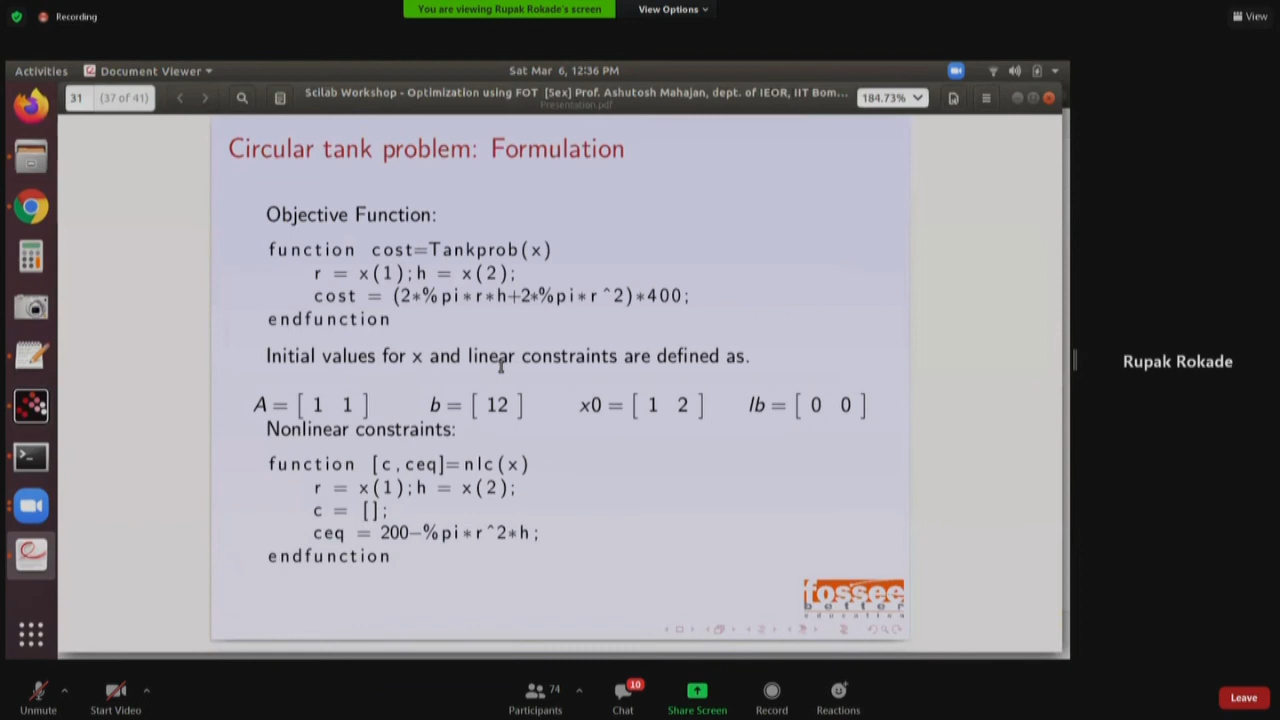 Recording
You are viewing Rupak Rokade's screen
View Options
View
Activities
Document Viewer
Sat Mar 6, 12:36 PM
31 (37 of 41)
Scilab Workshop - Optimization using FOT [Sex] Prof. Ashutosh Mahajan, dept. of IEOR, IIT Bom...
Presentation.pdf
184.73%
Circular tank problem: Formulation
Objective Function:
function cost=Tankprob(x)
r = x(1);h = x(2);
cost = (2*%pi*r*h+2*%pi*r^2)*400;
endfunction
Initial values for x and linear constraints are defined as.
A = [ 1 1 ] b = [ 12 ] x0 = [ 1 2 ] lb = [ 0 0 ]
Nonlinear constraints:
function [c,ceq]=nlc(x)
r = x(1);h = x(2);
c = [];
ceq = 200-%pi*r^2*h;
endfunction
fossee
better
education
Rupak Rokade
Unmute
Start Video
74
Participants
10
Chat
Share Screen
Record
Reactions
Leave